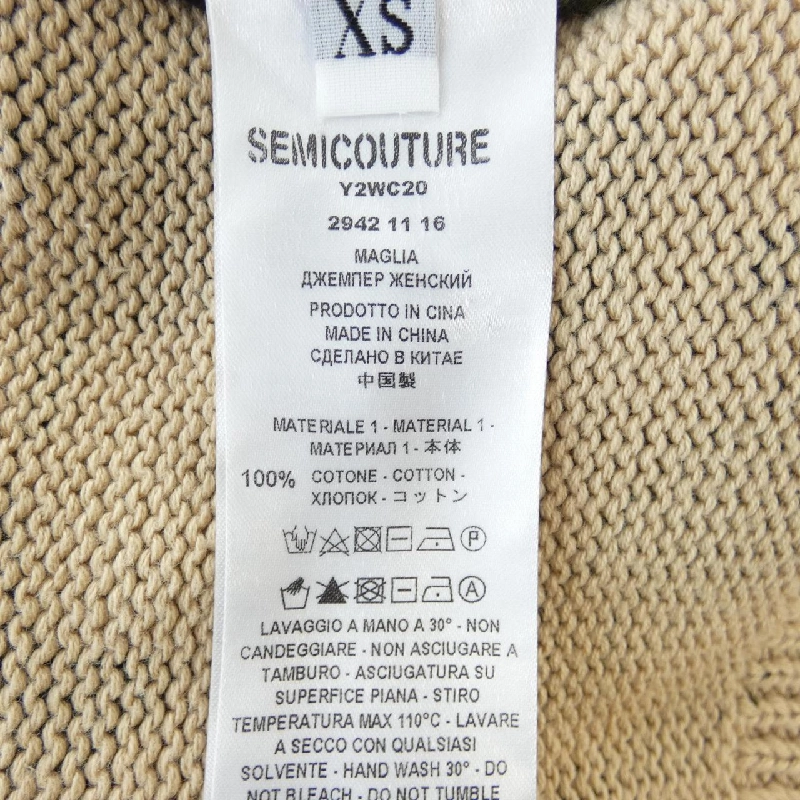 XS
SEMICOUTURE
Y2WC20
2942 11 16
MAGLIA
ДЖЕМПЕР ЖЕНСКИЙ
PRODOTTO IN CINA
MADE IN CHINA
СДЕЛАНО В КИТАЕ
中国製
MATERIALE 1 - MATERIAL 1 -
МАТЕРИАЛ 1 - 本体
100% COTONE - COTTON -
ХЛОПОК - コットン
P
A
LAVAGGIO A MANO A 30° - NON
CANDEGGIARE - NON ASCIUGARE A
TAMBURO - ASCIUGATURA SU
SUPERFICE PIANA - STIRO
TEMPERATURA MAX 110°C - LAVARE
A SECCO CON QUALSIASI
SOLVENTE - HAND WASH 30° - DO
NOT BLEACH - DO NOT TUMBLE